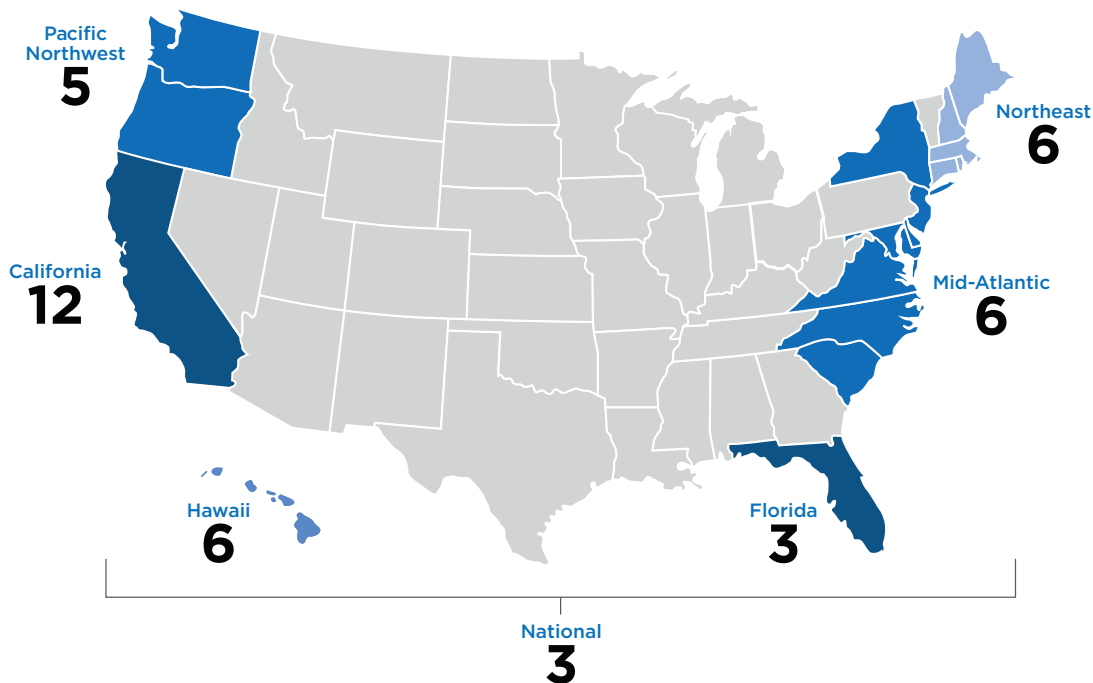 Pacific
Northwest
5
Northeast
6
California
12
Mid-Atlantic
6
Hawaii
6
Florida
3
National
3